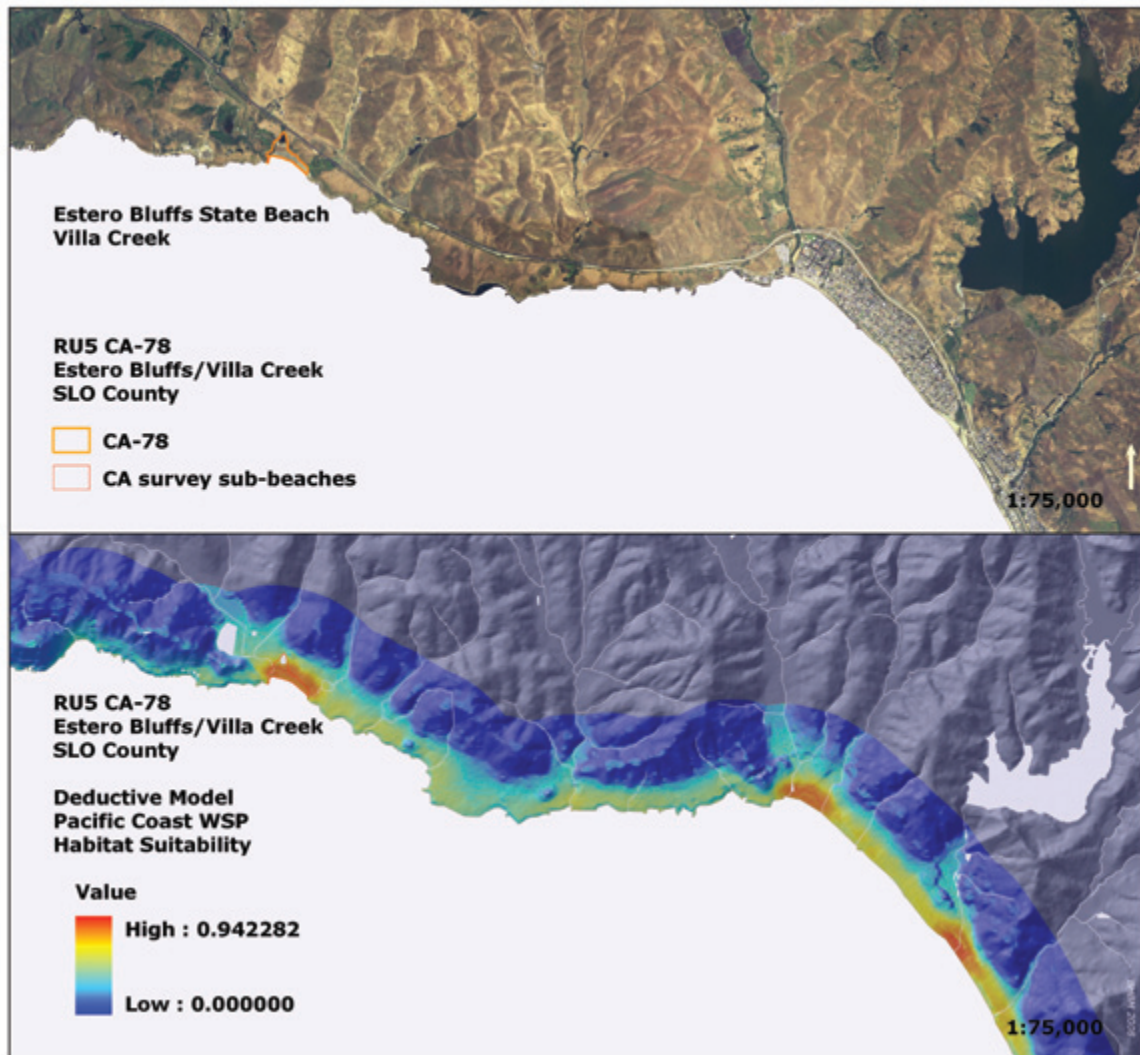 Estero Bluffs State Beach
Villa Creek
RU5 CA-78
Estero Bluffs/Villa Creek
SLO County
CA-78
CA survey sub-beaches
1:75,000
RU5 CA-78
Estero Bluffs/Villa Creek
SLO County
Deductive Model
Pacific Coast WSP
Habitat Suitability
Value
High : 0.942282
Low : 0.000000
1:75,000